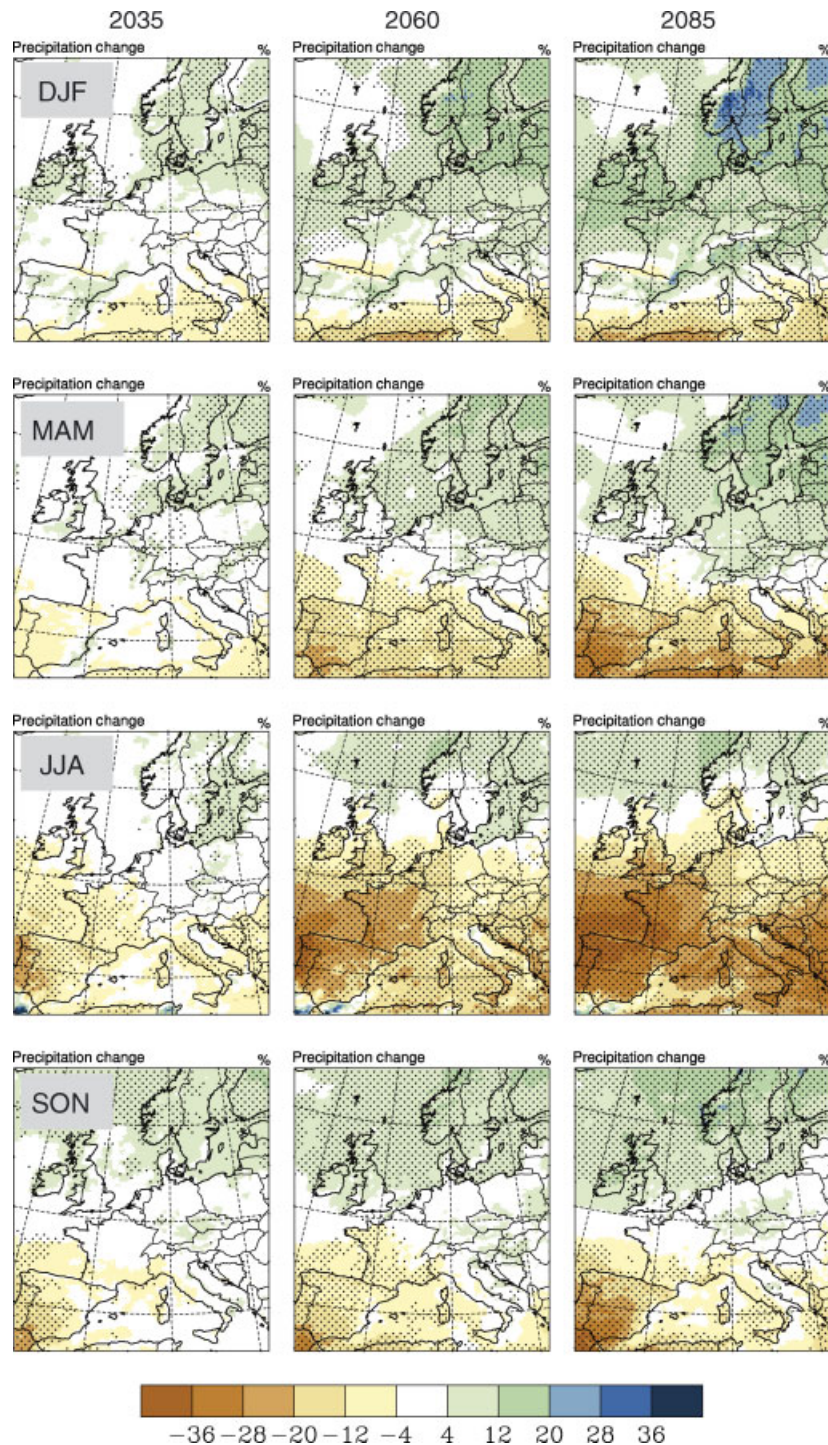 2035 2060 2085
Precipitation change % Precipitation change % Precipitation change %
DJF
Precipitation change % Precipitation change % Precipitation change %
MAM
Precipitation change % Precipitation change % Precipitation change %
JJA
Precipitation change % Precipitation change % Precipitation change %
SON
−36 −28 −20 −12 −4 4 12 20 28 36